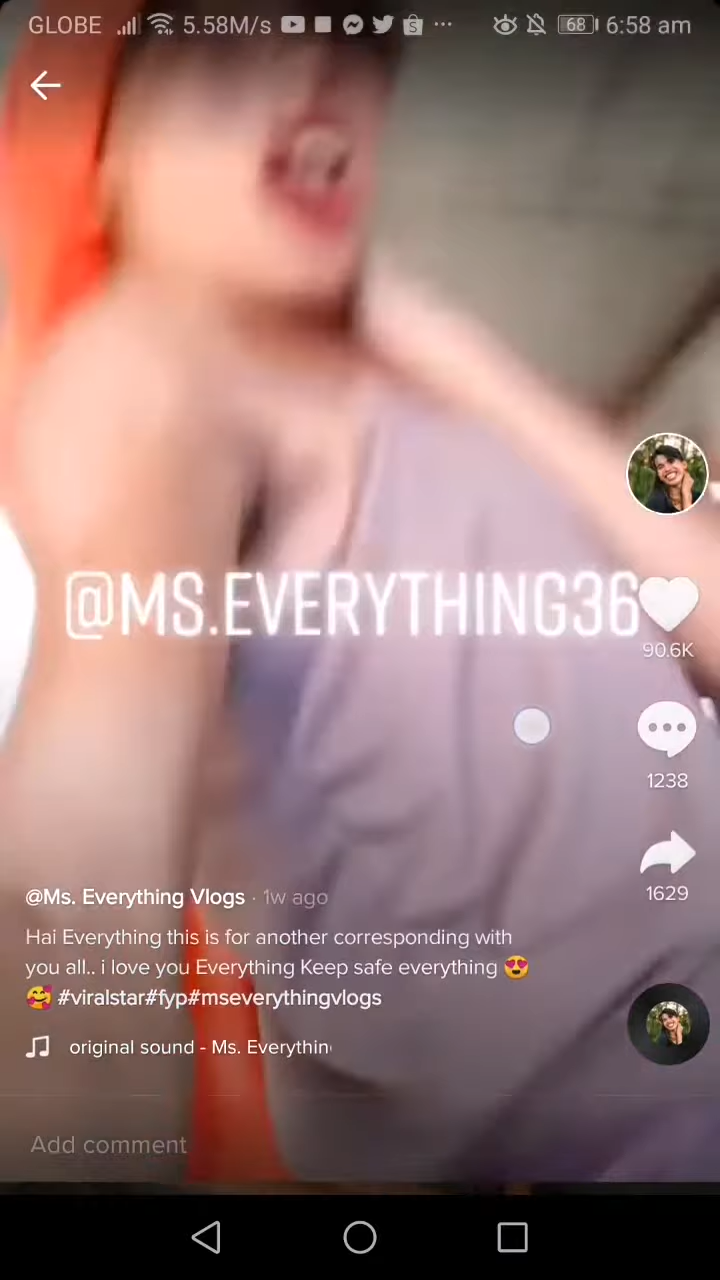 GLOBE 5.58M/s 68 6:58 am
@MS.EVERYTHING36
90.6K
1238
1629
@Ms. Everything Vlogs · 1w ago
Hai Everything this is for another corresponding with
you all.. i love you Everything Keep safe everything 😍
🥰 #viralstar#fyp#mseverythingvlogs
original sound - Ms. Everythin
Add comment